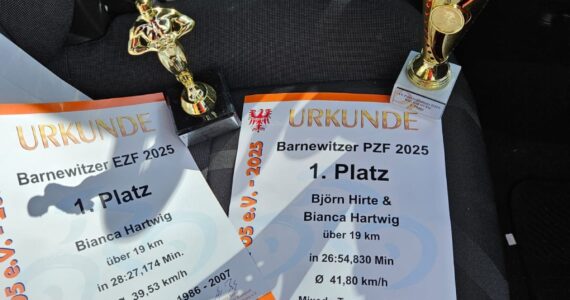 URKUNDE
Barnewitzer EZF 2025
1. Platz
Bianca Hartwig
über 19 km
in 28:27,174 Min.
Ø 39,53 km/h
1986 - 2007
05 e.V. - 2025
URKUNDE
Barnewitzer PZF 2025
1. Platz
Björn Hirte &
Bianca Hartwig
über 19 km
in 26:54,830 Min
Ø 41,80 km/h
05 e.V. - 2025